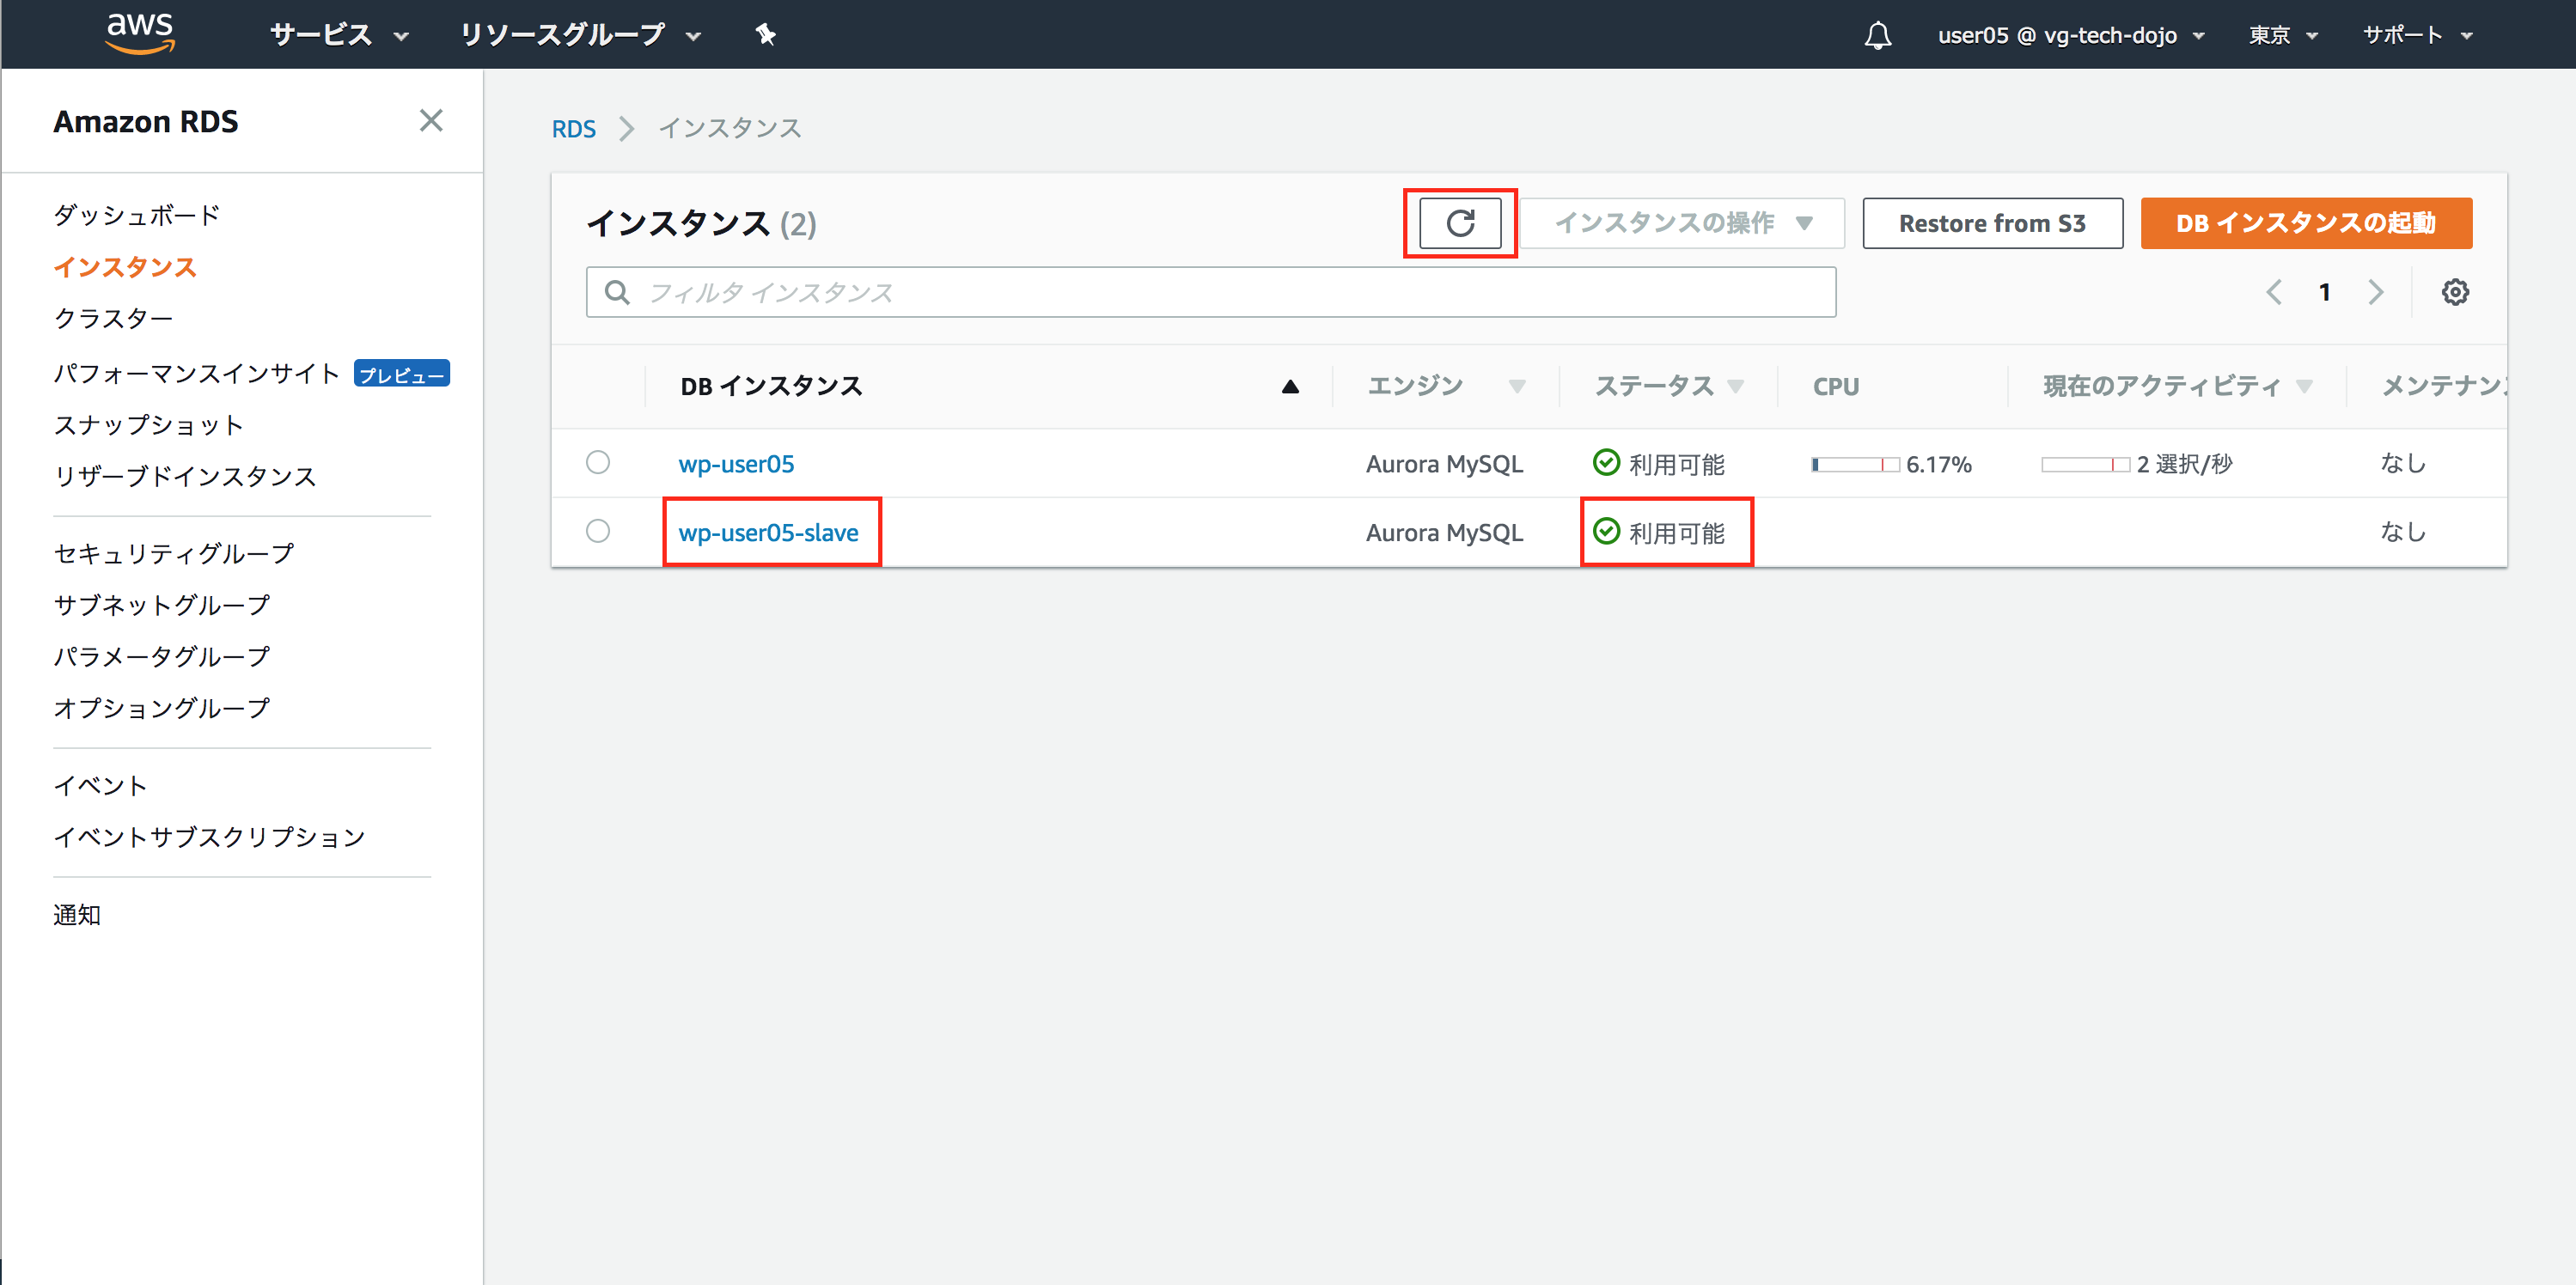 aws サービス リソースグループ user05 @ vg-tech-dojo 東京 サポート
Amazon RDS
ダッシュボード
インスタンス
クラスター
パフォーマンスインサイト プレビュー
スナップショット
リザーブドインスタンス
セキュリティグループ
サブネットグループ
パラメータグループ
オプショングループ
イベント
イベントサブスクリプション
通知
RDS インスタンス
インスタンス (2) インスタンスの操作 Restore from S3 DB インスタンスの起動
フィルタ インスタンス 1
DB インスタンス エンジン ステータス CPU 現在のアクティビティ メンテナン
wp-user05 Aurora MySQL 利用可能 6.17% 2 選択/秒 なし
wp-user05-slave Aurora MySQL 利用可能 なし